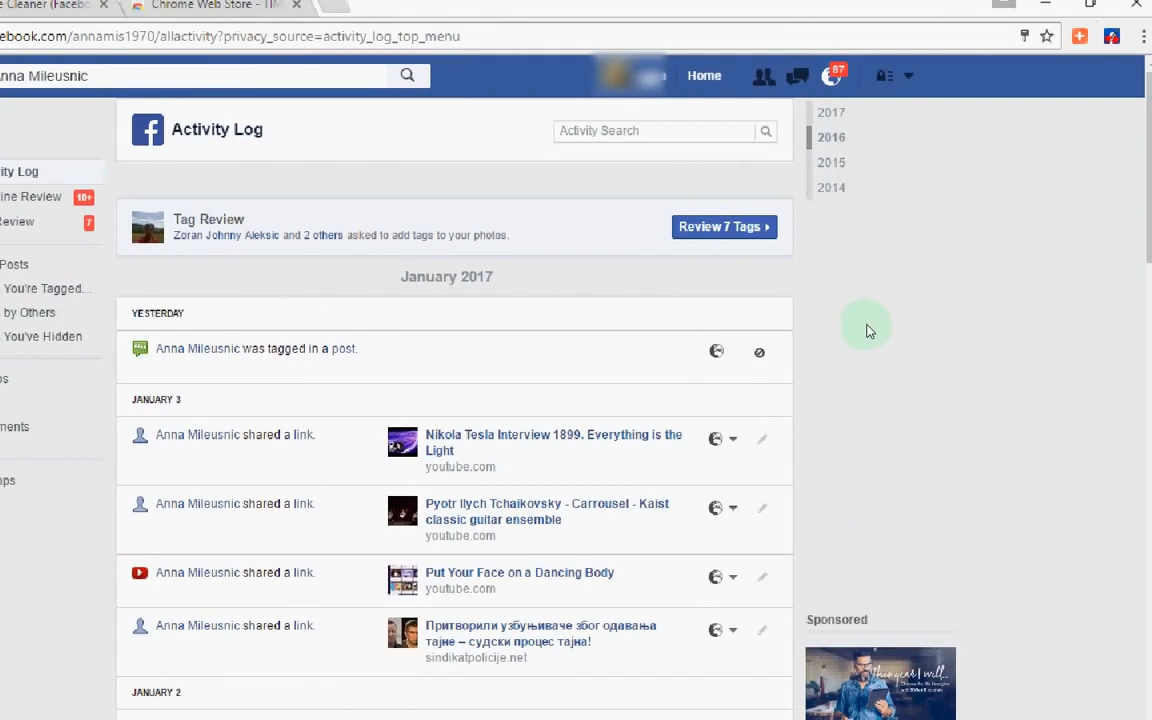 e Cleaner (Faceb
Chrome Web Store - TIM
ebook.com/annamis1970/allactivity?privacy_source=activity_log_top_menu
nna Mileusnic
Home
87
Activity Log
Activity Search
2017
2016
2015
2014
ity Log
ine Review 10+
Review 7
Tag Review
Zoran Johnny Aleksic and 2 others asked to add tags to your photos.
Review 7 Tags
Posts
You're Tagged...
by Others
You've Hidden
os
ments
ps
January 2017
YESTERDAY
Anna Mileusnic was tagged in a post.
JANUARY 3
Anna Mileusnic shared a link.
Nikola Tesla Interview 1899. Everything is the
Light
youtube.com
Anna Mileusnic shared a link.
Pyotr Ilych Tchaikovsky - Carrousel - Kaist
classic guitar ensemble
youtube.com
Anna Mileusnic shared a link.
Put Your Face on a Dancing Body
youtube.com
Anna Mileusnic shared a link.
Притворили узбуњиваче због одавања
тајне – судски процес тајна!
sindikatpolicije.net
JANUARY 2
Sponsored